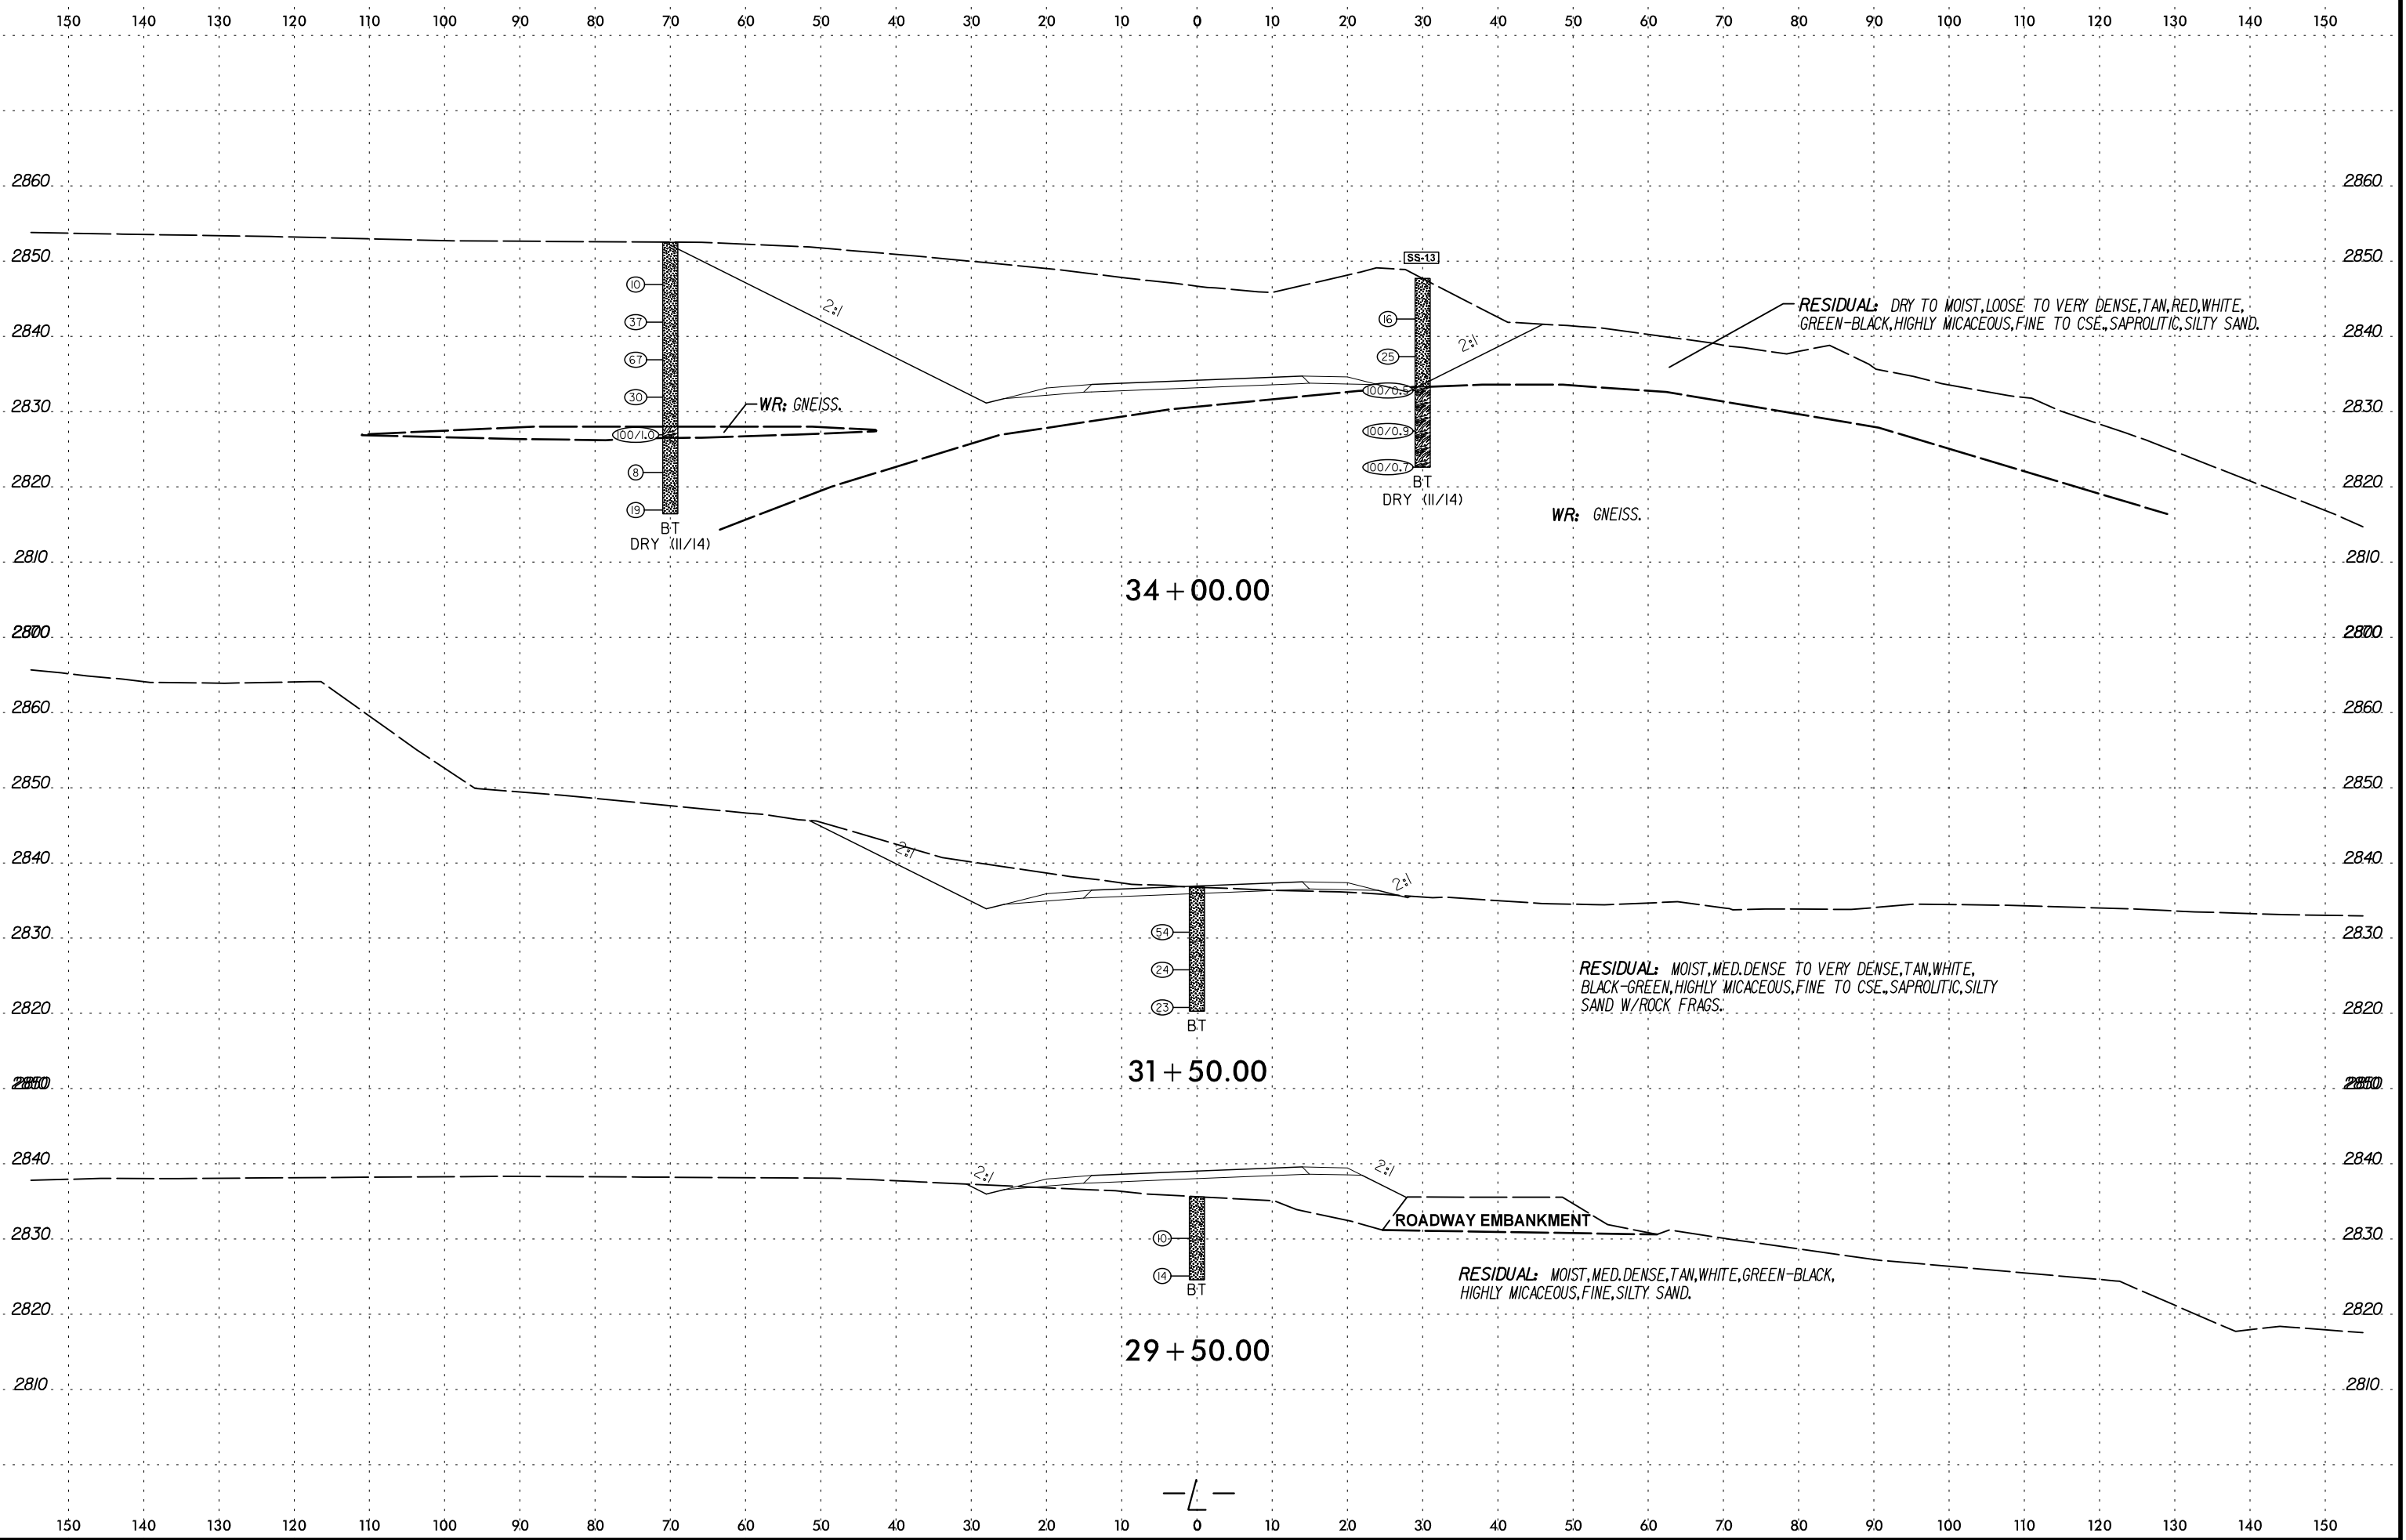 150 140 130 120 110 100 90 80 70 60 50 40 30 20 10 0 10 20 30 40 50 60 70 80 90 100 110 120 130 140 150
2860 2860
2850 2850
SS-13
2:1
10
16
RESIDUAL: DRY TO MOIST,LOOSE TO VERY DENSE,TAN,RED,WHITE,
GREEN-BLACK,HIGHLY MICACEOUS,FINE TO CSE.,SAPROLITIC,SILTY SAND.
37
2840 2840
2:1
67
25
30
100/0.5
WR: GNEISS.
2830 2830
100/1.0
100/0.9
8
100/0.7
2820 2820
BT
DRY (11/14)
19
WR: GNEISS.
BT
DRY (11/14)
2810 2810
34+00.00
2860 2860
2850 2850
2:1
2840 2840
2:1
54
2830 2830
24
RESIDUAL: MOIST,MED.DENSE TO VERY DENSE,TAN,WHITE,
BLACK-GREEN,HIGHLY MICACEOUS,FINE TO CSE.,SAPROLITIC,SILTY
SAND W/ROCK FRAGS.
23
2820 2820
BT
31+50.00
2840 2840
2:1 2:1
ROADWAY EMBANKMENT
10
2830 2830
14
RESIDUAL: MOIST,MED.DENSE,TAN,WHITE,GREEN-BLACK,
HIGHLY MICACEOUS,FINE,SILTY SAND.
BT
2820 2820
29+50.00
2810 2810
-L-
150 140 130 120 110 100 90 80 70 60 50 40 30 20 10 0 10 20 30 40 50 60 70 80 90 100 110 120 130 140 150